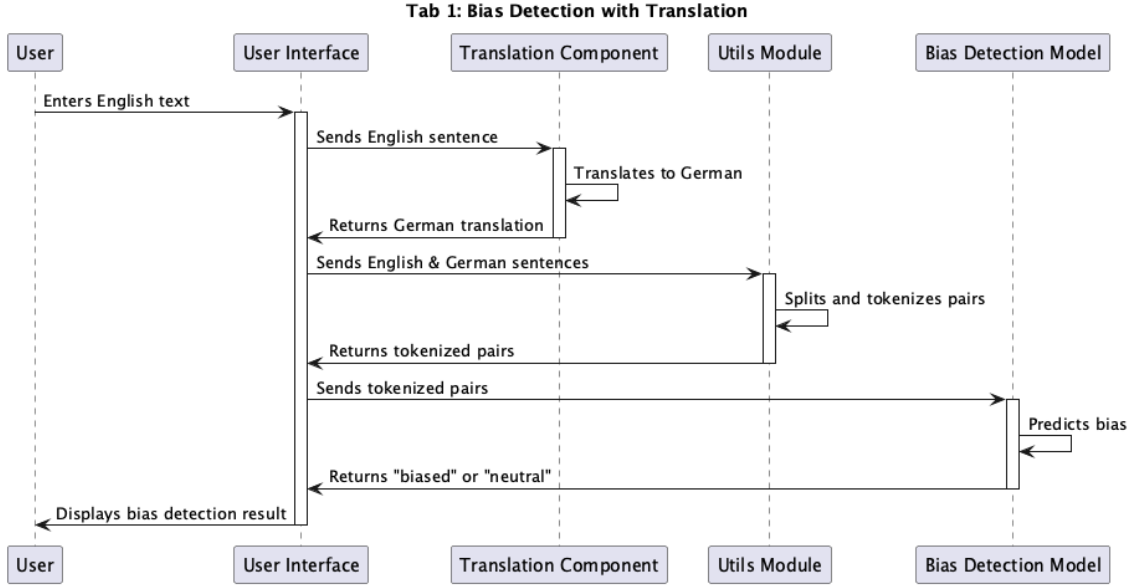 Tab 1: Bias Detection with Translation
User
User Interface
Translation Component
Utils Module
Bias Detection Model
Enters English text
Sends English sentence
Translates to German
Returns German translation
Sends English & German sentences
Splits and tokenizes pairs
Returns tokenized pairs
Sends tokenized pairs
Predicts bias
Returns "biased" or "neutral"
Displays bias detection result
User
User Interface
Translation Component
Utils Module
Bias Detection Model